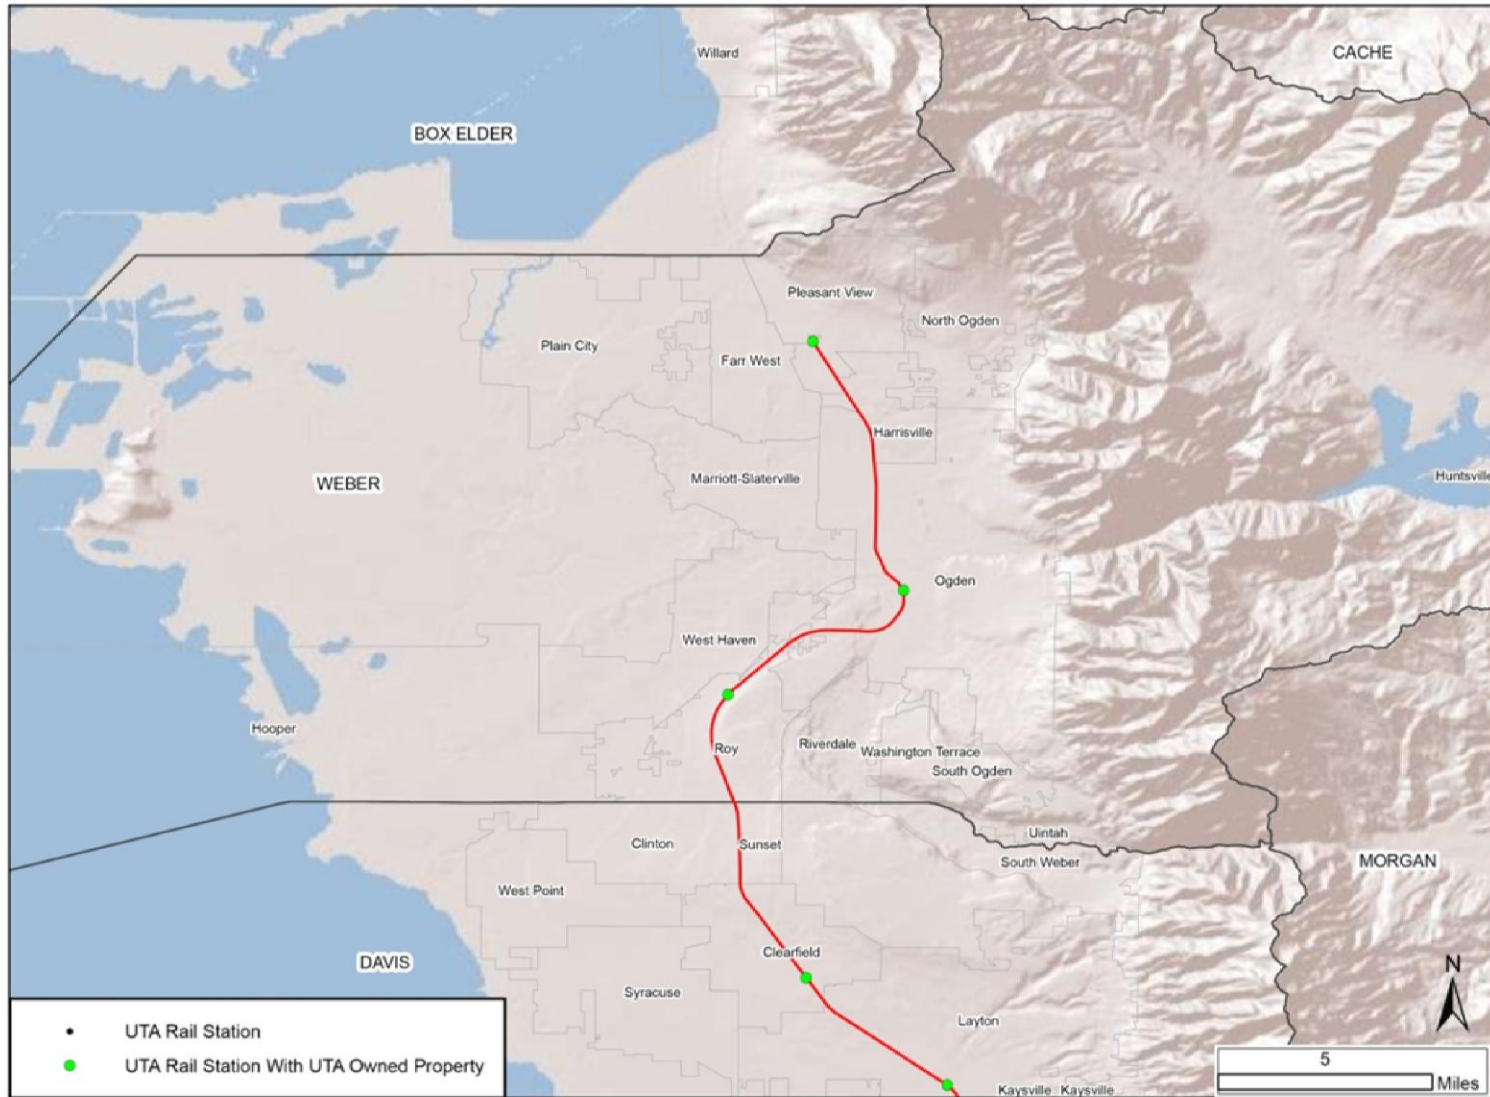 Willard
CACHE
BOX ELDER
Pleasant View
North Ogden
Plain City
Farr West
Harrisville
Huntsville
Marriott-Slaterville
WEBER
Ogden
West Haven
Hooper
Roy
Riverdale
Washington Terrace
South Ogden
Uintah
Clinton
Sunset
South Weber
MORGAN
West Point
Clearfield
DAVIS
N
Syracuse
Layton
UTA Rail Station
UTA Rail Station With UTA Owned Property
5
Miles
Kaysville Kaysville